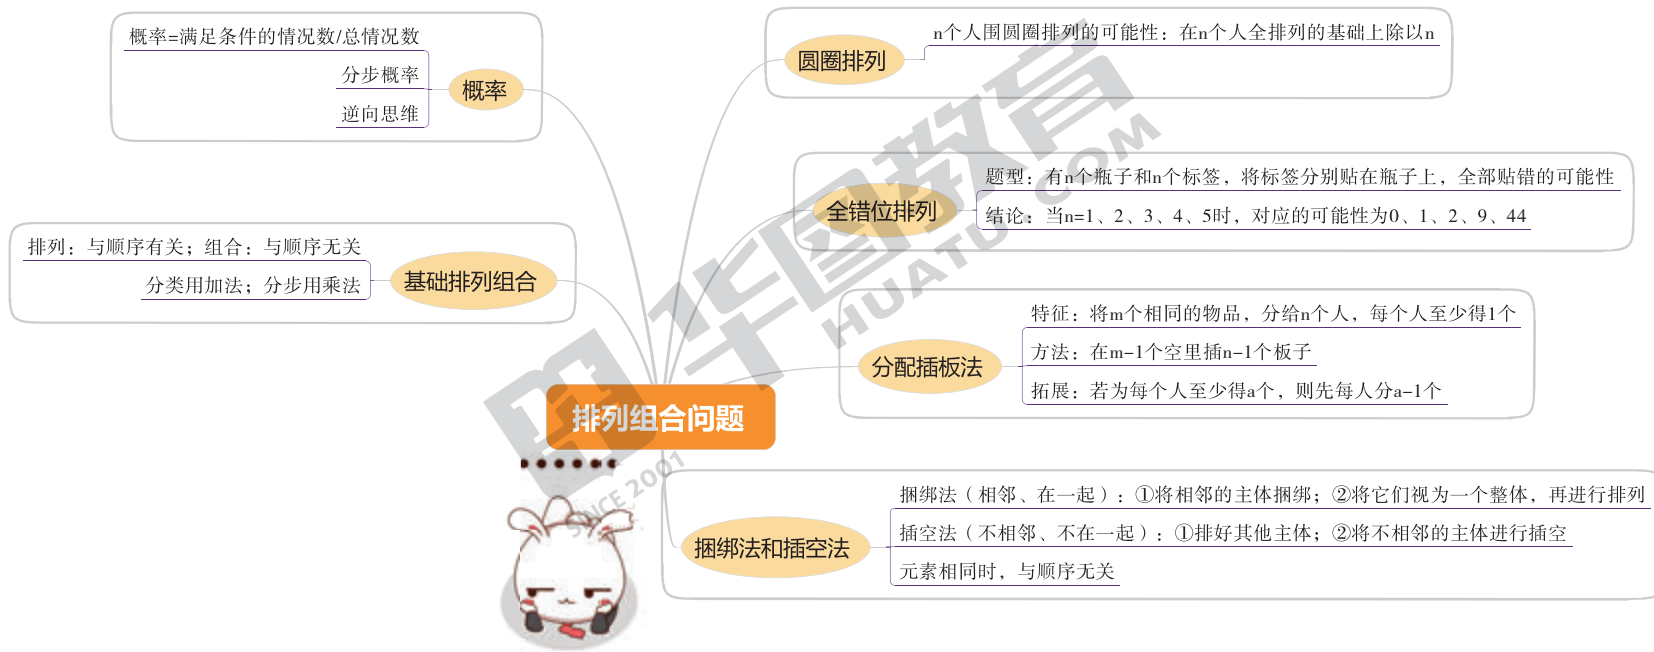 概率=满足条件的情况数/总情况数
分步概率
逆向思维
概率
排列：与顺序有关；组合：与顺序无关
分类用加法；分步用乘法
基础排列组合
排列组合问题
圆圈排列
n个人围圆圈排列的可能性：在n个人全排列的基础上除以n
全错位排列
题型：有n个瓶子和n个标签，将标签分别贴在瓶子上，全部贴错的可能性
结论：当n=1、2、3、4、5时，对应的可能性为0、1、2、9、44
分配插板法
特征：将m个相同的物品，分给n个人，每个人至少得1个
方法：在m-1个空里插n-1个板子
拓展：若为每个人至少得a个，则先每人分a-1个
捆绑法和插空法
捆绑法（相邻、在一起）：①将相邻的主体捆绑；②将它们视为一个整体，再进行排列
插空法（不相邻、不在一起）：①排好其他主体；②将不相邻的主体进行插空
元素相同时，与顺序无关
华图教育
HUATU.COM
SINCE 2001